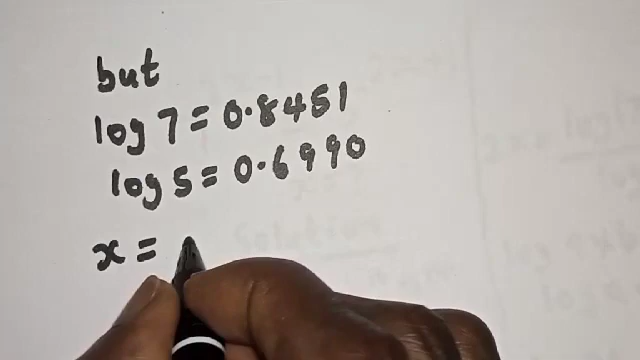 but
log 7 = 0.8451
log 5 = 0.6990
x =